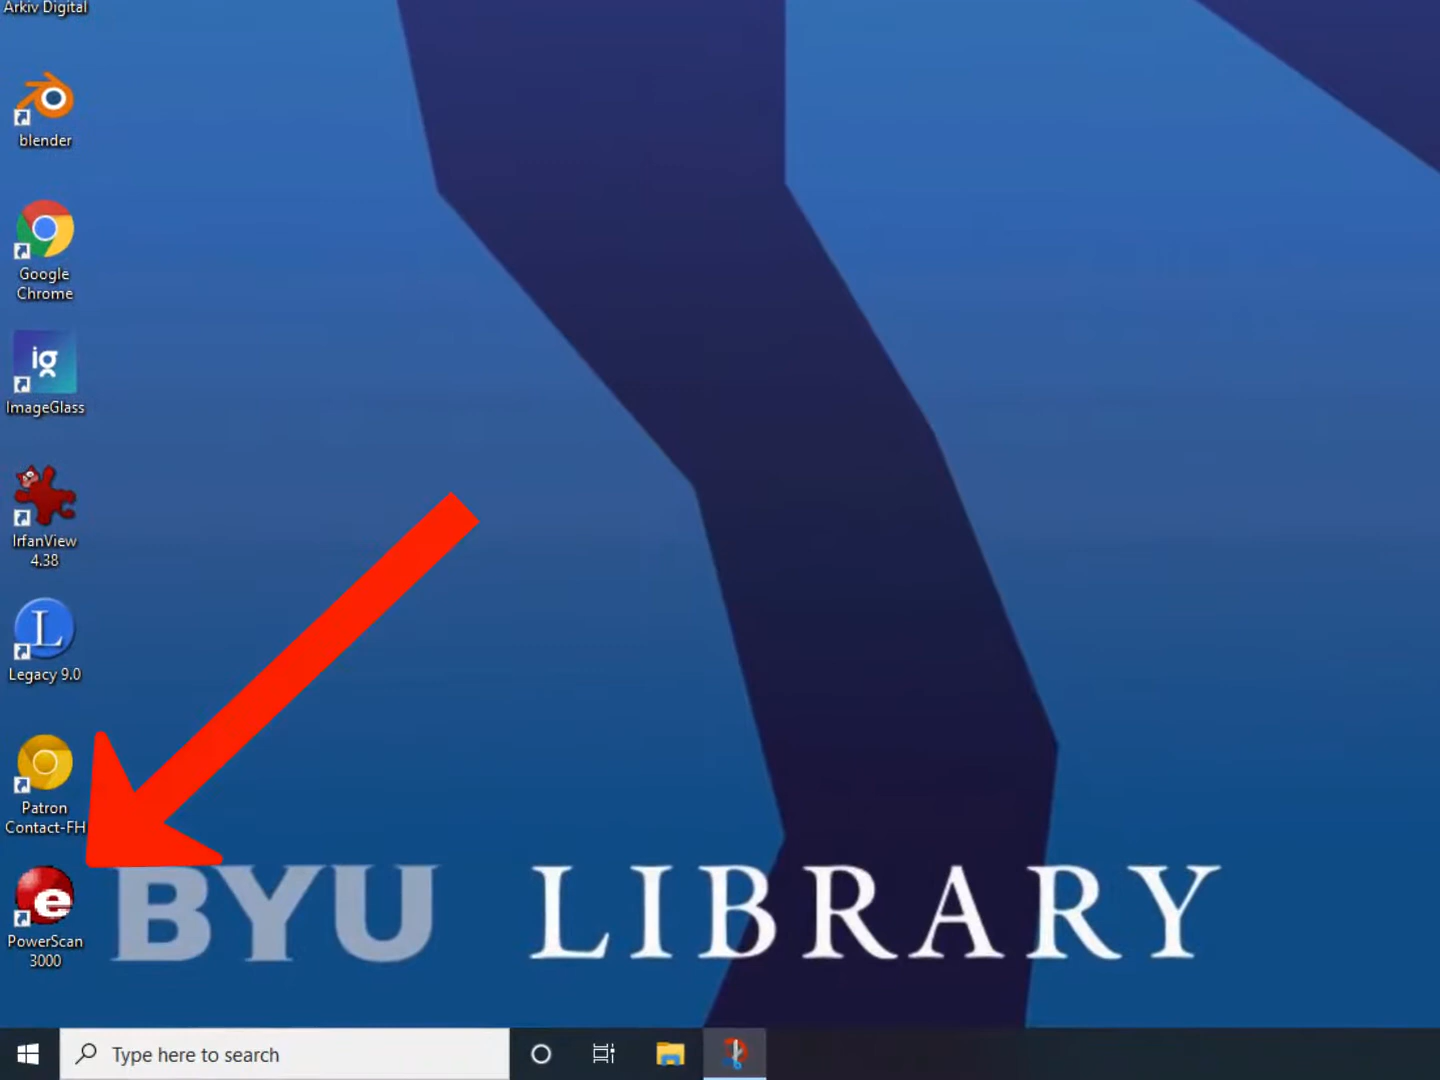 Arkiv Digital
blender
Google
Chrome
ig
ImageGlass
IrfanView
4.38
L
Legacy 9.0
Patron
Contact-FH
e
PowerScan
3000
BYU LIBRARY
Type here to search